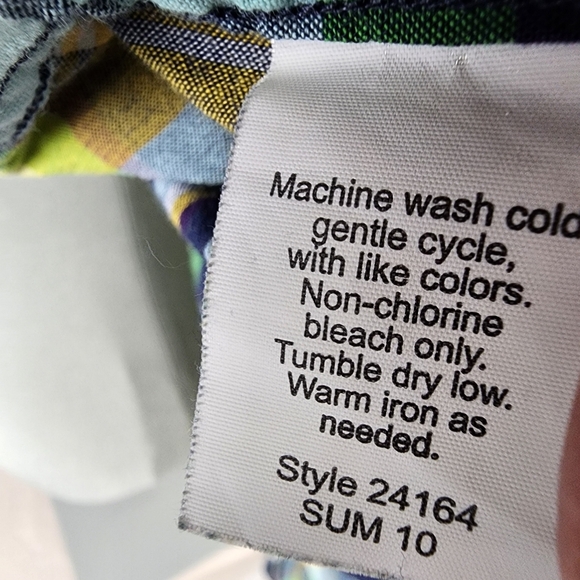 Machine wash cold
gentle cycle,
with like colors.
Non-chlorine
bleach only.
Tumble dry low.
Warm iron as
needed.
Style 24164
SUM 10